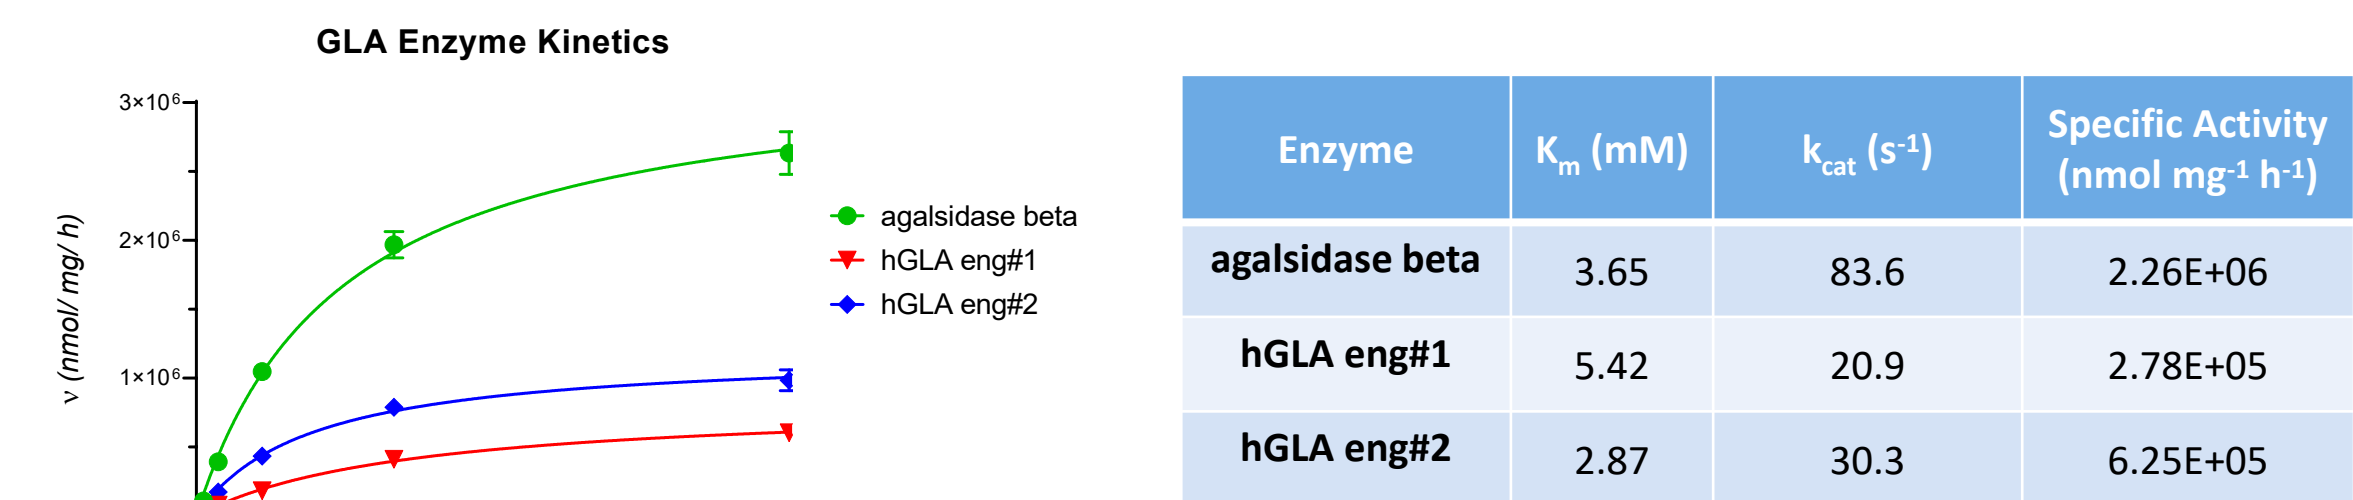 GLA Enzyme Kinetics
3×10⁶
2×10⁶
1×10⁶
ν (nmol/ mg/ h)
agalsidase beta
hGLA eng#1
hGLA eng#2
Enzyme Kₘ (mM) k_cat (s⁻¹) Specific Activity (nmol mg⁻¹ h⁻¹)
agalsidase beta 3.65 83.6 2.26E+06
hGLA eng#1 5.42 20.9 2.78E+05
hGLA eng#2 2.87 30.3 6.25E+05